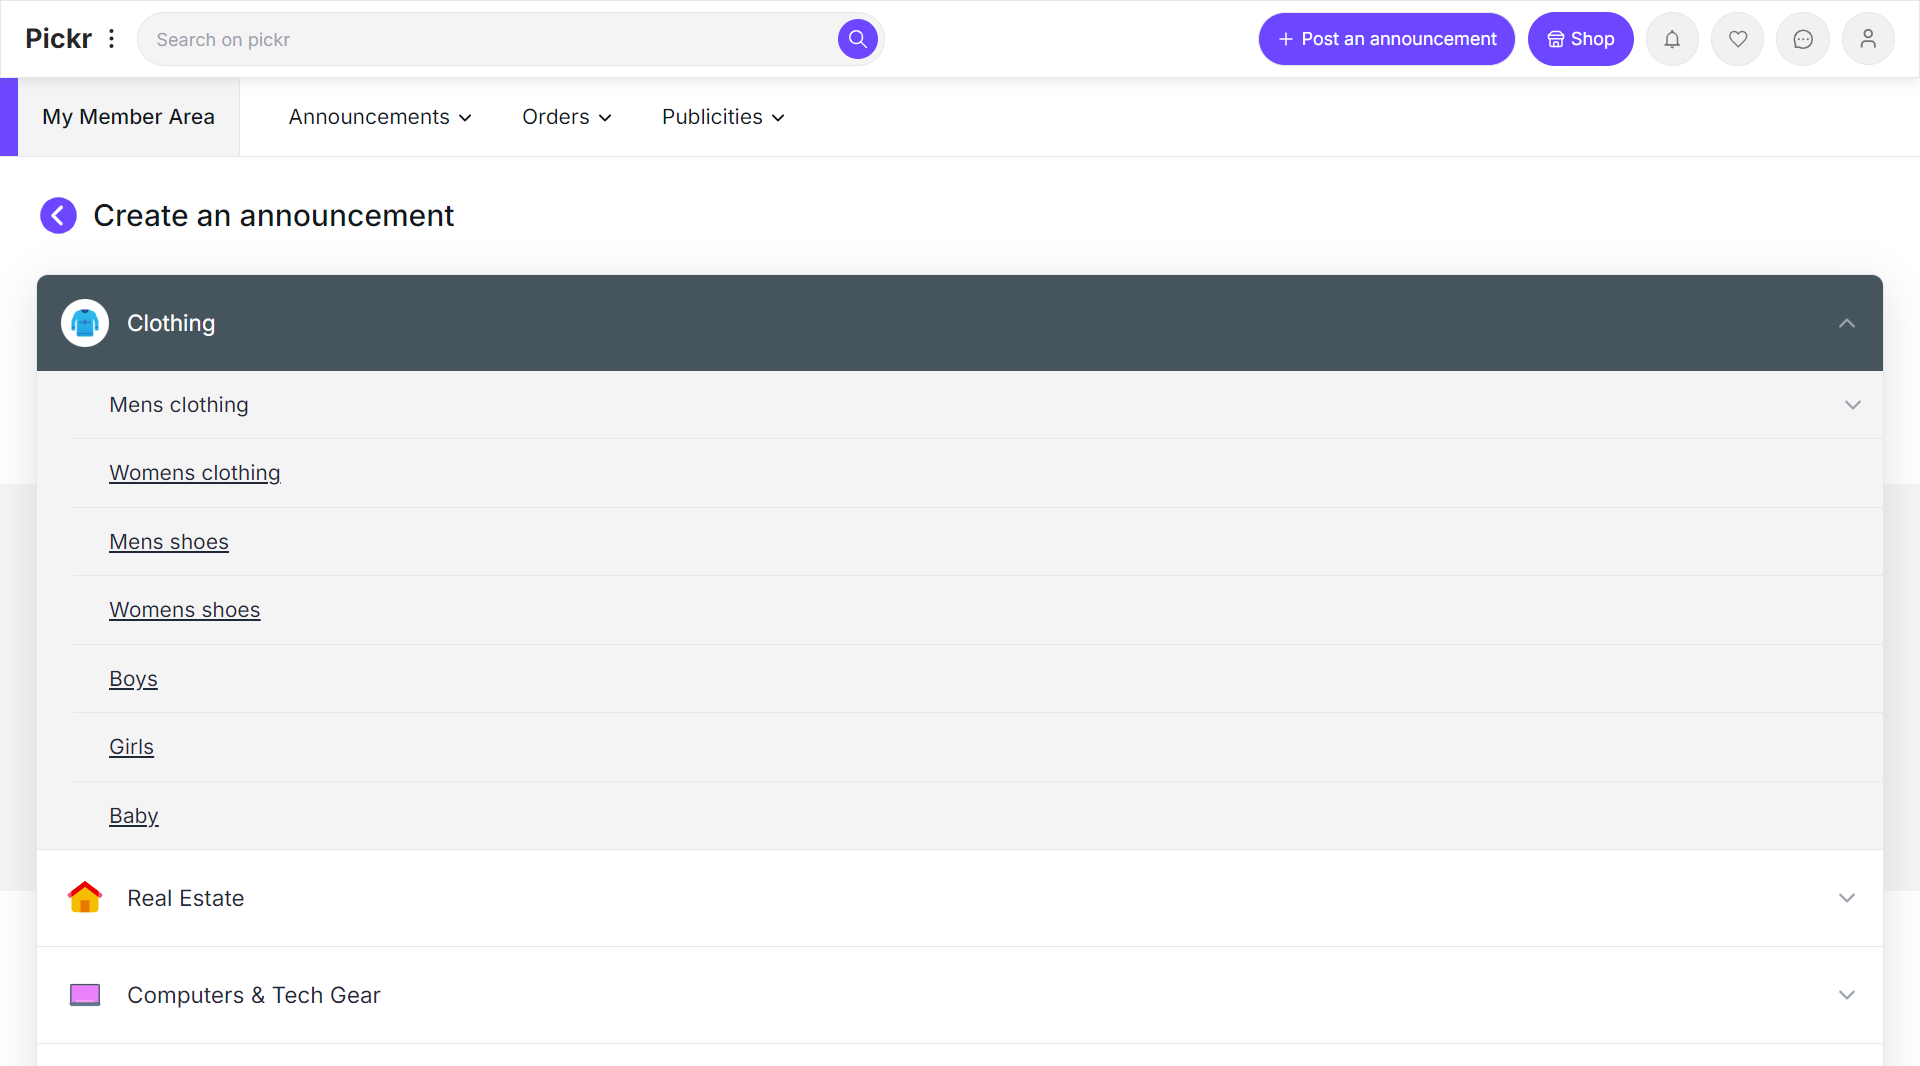 Pickr
Search on pickr
Post an announcement
Shop
My Member Area
Announcements
Orders
Publicities
Create an announcement
Clothing
Mens clothing
Womens clothing
Mens shoes
Womens shoes
Boys
Girls
Baby
Real Estate
Computers & Tech Gear